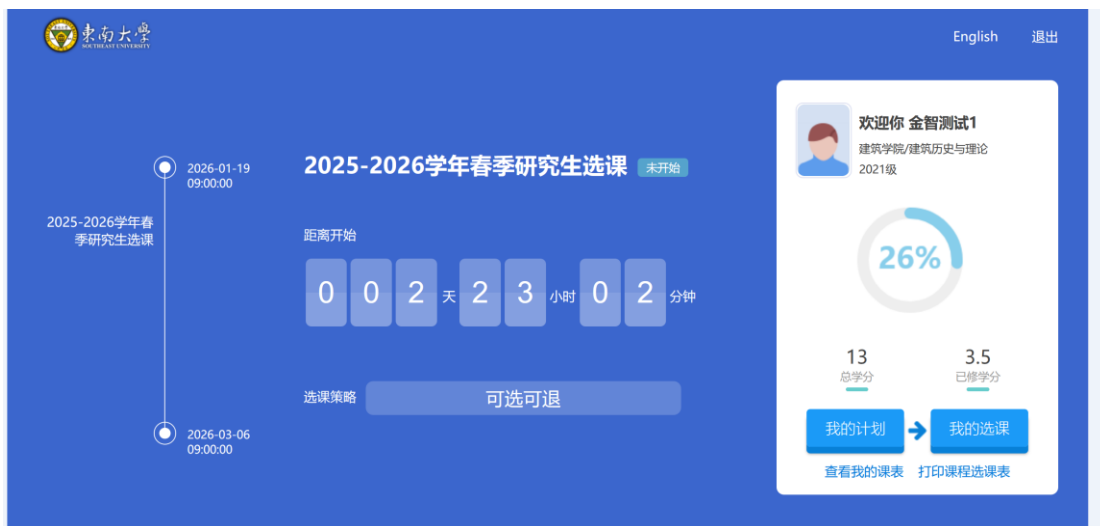 東南大學
SOUTHEAST UNIVERSITY
English 退出
2026-01-19
09:00:00
2025-2026学年春
季研究生选课
2026-03-06
09:00:00
2025-2026学年春季研究生选课 未开始
距离开始
0 0 2 天 2 3 小时 0 2 分钟
选课策略 可选可退
欢迎你 金智测试1
建筑学院/建筑历史与理论
2021级
26%
13 3.5
总学分 已修学分
我的计划 我的选课
查看我的课表 打印课程选课表